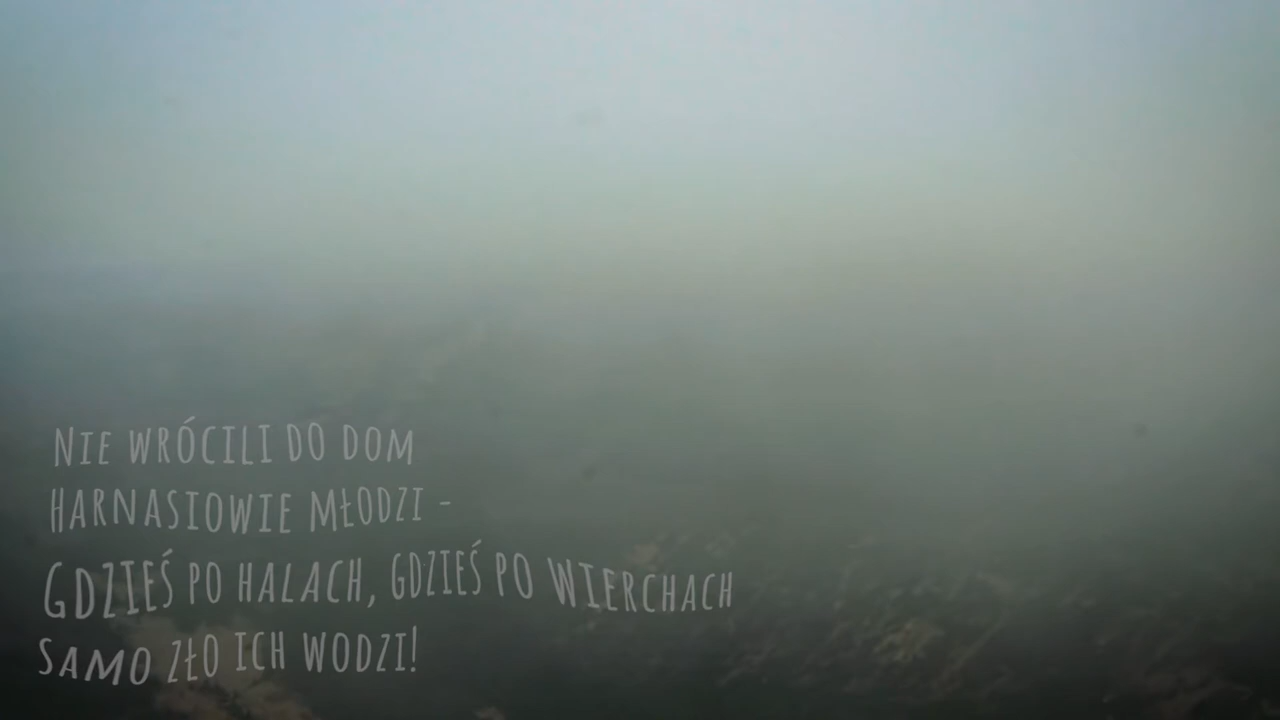 Nie wrócili do dom
harnasiowie młodzi -
Gdzieś po halach, gdzieś po wierchach
samo zło ich wodzi!